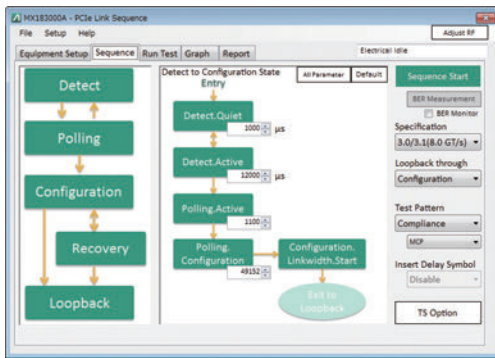 MX183000A - PCIe Link Sequence
File Setup Help
Adjust RF
Equipment Setup Sequence Run Test Graph Report
Electrical Idle
Detect
Polling
Configuration
Recovery
Loopback
Detect to Configuration State
All Parameter Default
Entry
Detect.Quiet
1000 µs
Detect.Active
12000 µs
Polling.Active
1100
Polling.
Configuration
49152
Configuration.
Linkwidth.Start
Exit to
Loopback
Sequence Start
BER Measurement
BER Monitor
Specification
3.0/3.1(8.0 GT/s)
Loopback through
Configuration
Test Pattern
Compliance
MCP
Insert Delay Symbol
Disable
TS Option